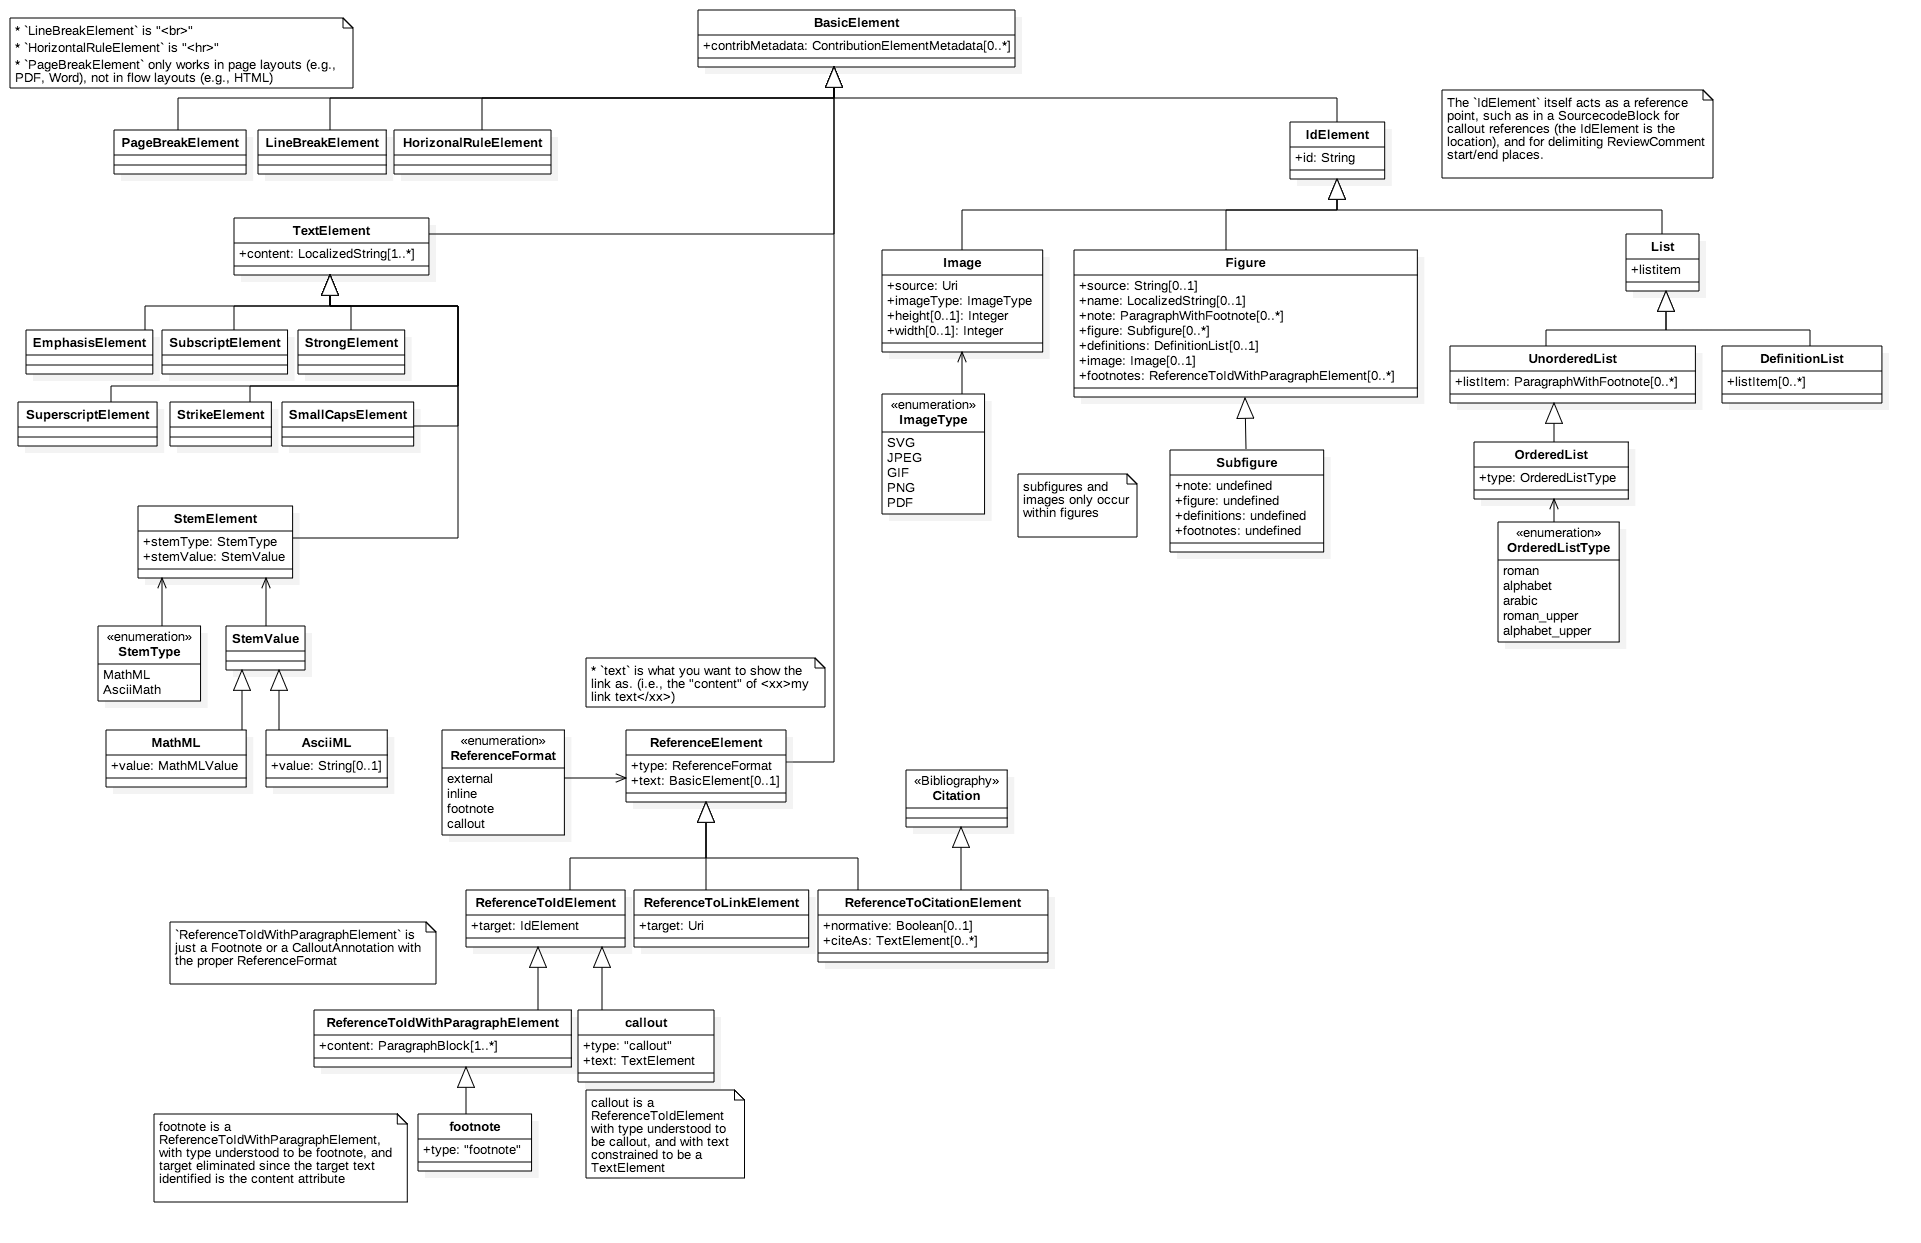 * `LineBreakElement` is "<br>"
* `HorizontalRuleElement` is "<hr>"
* `PageBreakElement` only works in page layouts (e.g.,
PDF, Word), not in flow layouts (e.g., HTML)
BasicElement
+contribMetadata: ContributionElementMetadata[0..*]
PageBreakElement
LineBreakElement
HorizonalRuleElement
IdElement
+id: String
The `IdElement` itself acts as a reference
point, such as in a SourcecodeBlock for
callout references (the IdElement is the
location), and for delimiting ReviewComment
start/end places.
TextElement
+content: LocalizedString[1..*]
Image
+source: Uri
+imageType: ImageType
+height[0..1]: Integer
+width[0..1]: Integer
Figure
+source: String[0..1]
+name: LocalizedString[0..1]
+note: ParagraphWithFootnote[0..*]
+figure: Subfigure[0..*]
+definitions: DefinitionList[0..1]
+image: Image[0..1]
+footnotes: ReferenceToIdWithParagraphElement[0..*]
List
+listitem
EmphasisElement
SubscriptElement
StrongElement
SuperscriptElement
StrikeElement
SmallCapsElement
UnorderedList
+listItem: ParagraphWithFootnote[0..*]
DefinitionList
+listItem[0..*]
«enumeration»
ImageType
SVG
JPEG
GIF
PNG
PDF
subfigures and
images only occur
within figures
Subfigure
+note: undefined
+figure: undefined
+definitions: undefined
+footnotes: undefined
OrderedList
+type: OrderedListType
«enumeration»
OrderedListType
roman
alphabet
arabic
roman_upper
alphabet_upper
StemElement
+stemType: StemType
+stemValue: StemValue
«enumeration»
StemType
MathML
AsciiMath
StemValue
MathML
+value: MathMLValue
AsciiML
+value: String[0..1]
* `text` is what you want to show the
link as. (i.e., the "content" of <xx>my
link text</xx>)
«enumeration»
ReferenceFormat
external
inline
footnote
callout
ReferenceElement
+type: ReferenceFormat
+text: BasicElement[0..1]
«Bibliography»
Citation
ReferenceToIdElement
+target: IdElement
ReferenceToLinkElement
+target: Uri
ReferenceToCitationElement
+normative: Boolean[0..1]
+citeAs: TextElement[0..*]
`ReferenceToIdWithParagraphElement` is
just a Footnote or a CalloutAnnotation with
the proper ReferenceFormat
ReferenceToIdWithParagraphElement
+content: ParagraphBlock[1..*]
callout
+type: "callout"
+text: TextElement
footnote is a
ReferenceToIdWithParagraphElement,
with type understood to be footnote, and
target eliminated since the target text
identified is the content attribute
footnote
+type: "footnote"
callout is a
ReferenceToIdElement
with type understood to
be callout, and with text
constrained to be a
TextElement